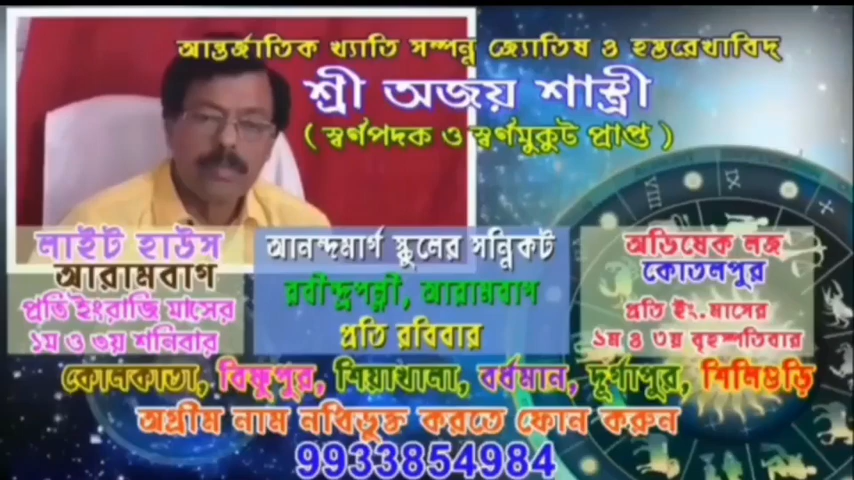 আন্তর্জাতিক খ্যাতি সম্পন্ন জ্যোতিষ ও হস্তরেখাবিদ্
শ্রী অজয় শাস্ত্রী
( স্বর্ণপদক ও স্বর্ণমুকুট প্রাপ্ত )
লাইট হাউস
আরামবাগ
প্রতি ইংরাজি মাসের
১ম ও ৩য় শনিবার
আনন্দমার্গ স্কুলের সন্নিকট
রবীন্দ্রপল্লী, আরামবাগ
প্রতি রবিবার
অভিষেক লজ
কোতলপুর
প্রতি ইং.মাসের
১ম ও ৩য় বৃহস্পতিবার
কোলকাতা, বিষ্ণুপুর, শিয়াখালা, বর্ধমান, দূর্গাপুর, শিলিগুড়ি
অগ্রীম নাম নথিভুক্ত করতে ফোন করুন
9933854984